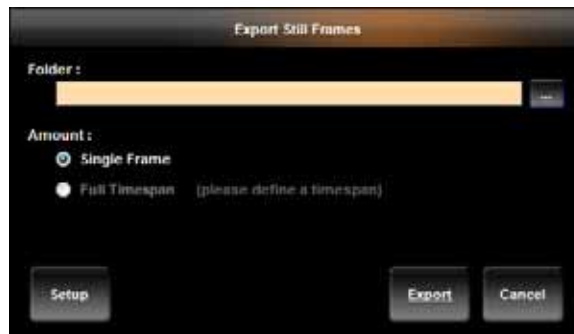 Export Still Frames
Folder :
...
Amount :
Single Frame
Full Timespan (please define a timespan)
Setup Export Cancel